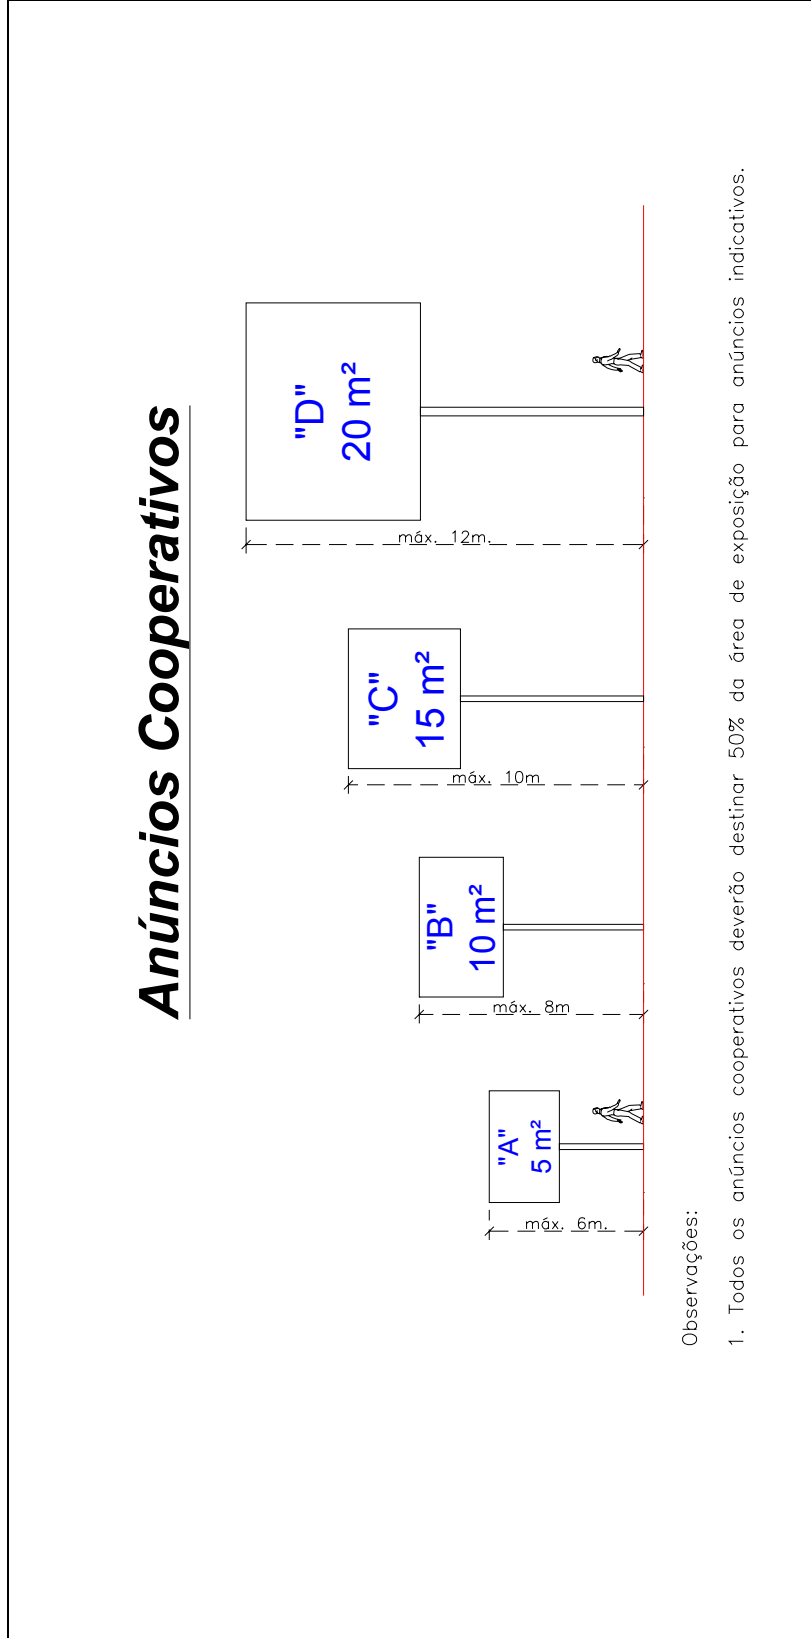 Anúncios Cooperativos
"A"
5 m²
máx. 6m.
"B"
10 m²
máx. 8m
"C"
15 m²
máx. 10m
"D"
20 m²
máx. 12m.
Observações:
1. Todos os anúncios cooperativos deverão destinar 50% da área de exposição para anúncios indicativos.